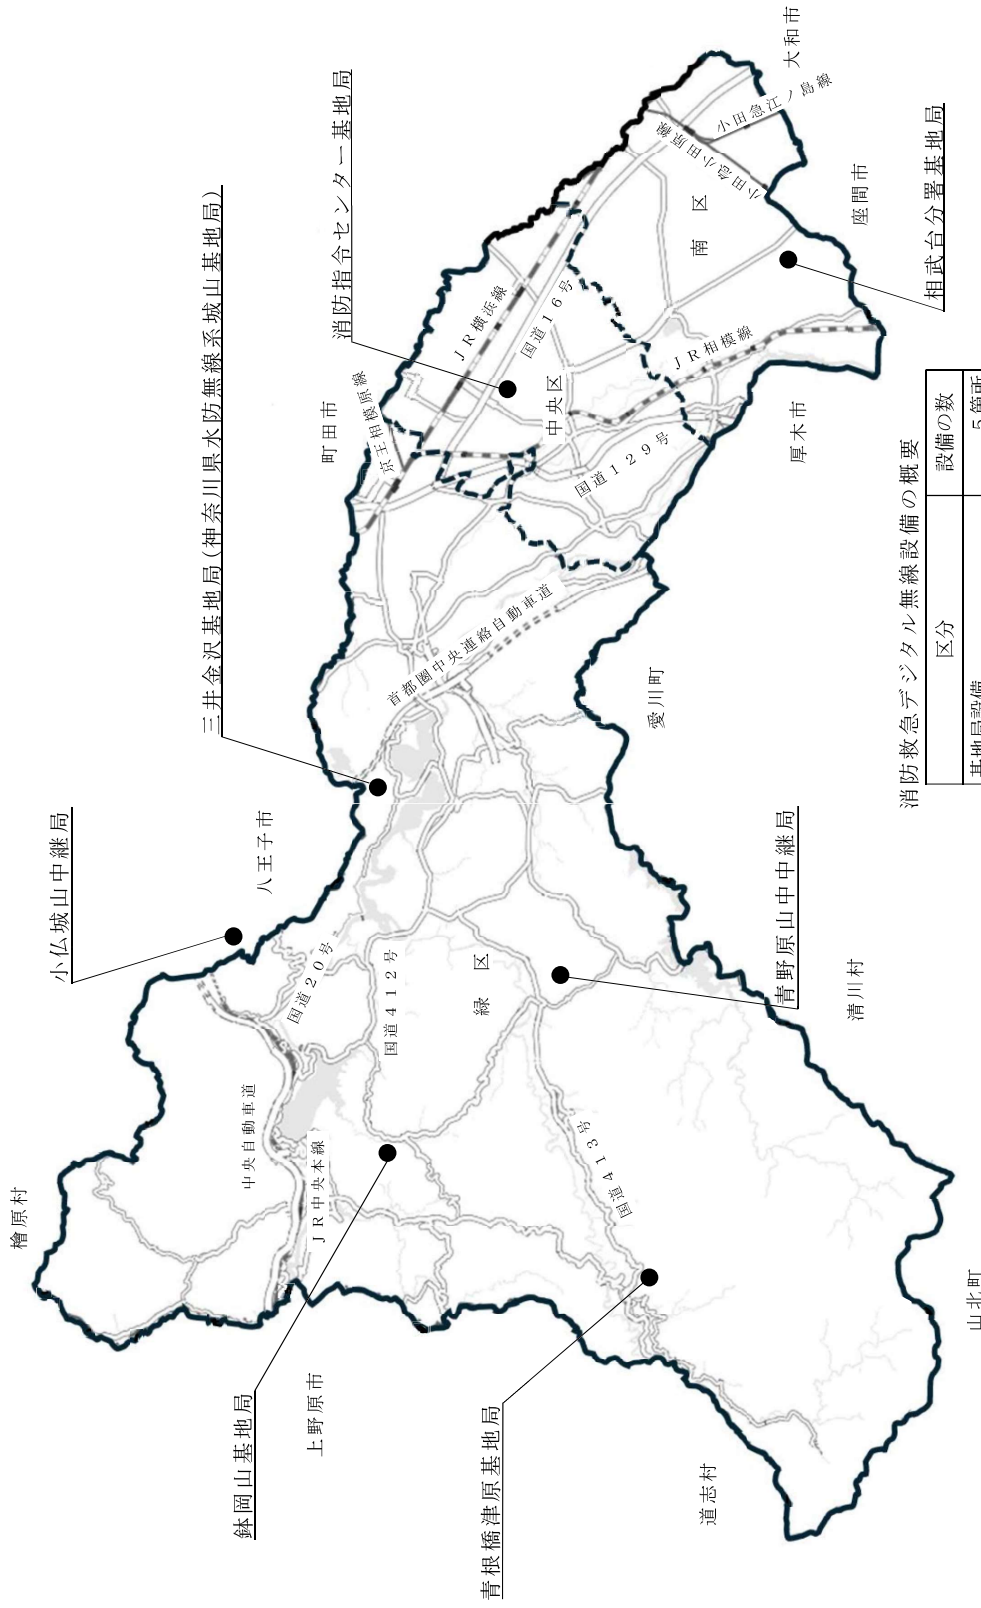 小仏城山中継局
三井金沢基地局(神奈川県水防無線系城山基地局)
消防指令センター基地局
檜原村
八王子市
町田市
大和市
中央自動車道
国道20号
京王相模原線
JR横浜線
国道16号
小田急小田原線
小田急江ノ島線
JR中央本線
国道412号
首都圏中央連絡自動車道
中央区
南区
緑区
国道129号
JR相模線
座間市
相武台分署基地局
鉢岡山基地局
上野原市
国道413号
青野原山中中継局
愛川町
厚木市
青根橋津原基地局
道志村
清川村
山北町
消防救急デジタル無線設備の概要
区分 設備の数
基地局設備 5箇所